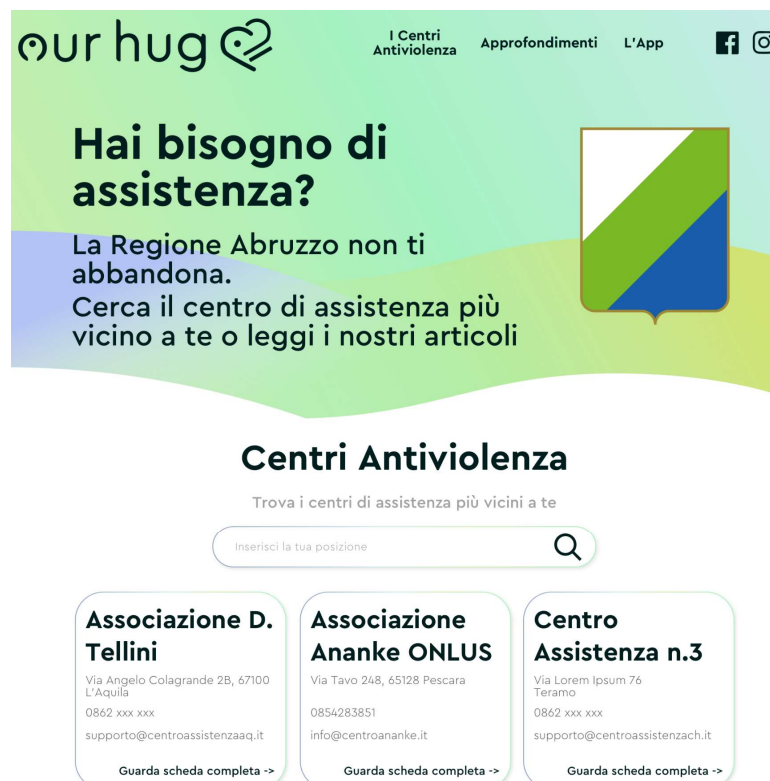 our hug
I Centri
Antiviolenza
Approfondimenti
L'App
Hai bisogno di
assistenza?
La Regione Abruzzo non ti
abbandona.
Cerca il centro di assistenza più
vicino a te o leggi i nostri articoli
Centri Antiviolenza
Trova i centri di assistenza più vicini a te
Inserisci la tua posizione
Associazione D.
Tellini
Via Angelo Colagrande 2B, 67100
L'Aquila
0862 xxx xxx
supporto@centroassistenzaaq.it
Guarda scheda completa ->
Associazione
Ananke ONLUS
Via Tavo 248, 65128 Pescara
0854283851
info@centroananke.it
Guarda scheda completa ->
Centro
Assistenza n.3
Via Lorem Ipsum 76
Teramo
0862 xxx xxx
supporto@centroassistenzach.it
Guarda scheda completa ->